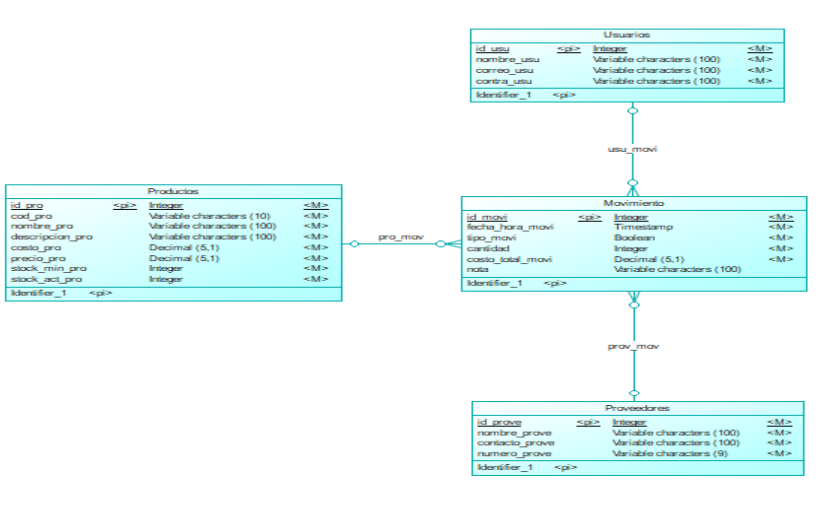 Usuarios
id_usu <pi> Integer <M>
nombre_usu Variable characters (100) <M>
correo_usu Variable characters (100) <M>
contra_usu Variable characters (100) <M>
Identifier_1 <pi>
usu_movi
Productos
id_pro <pi> Integer <M>
cod_pro Variable characters (10) <M>
nombre_pro Variable characters (100) <M>
descripcion_pro Variable characters (100) <M>
costo_pro Decimal (5,1) <M>
precio_pro Decimal (5,1) <M>
stock_min_pro Integer <M>
stock_act_pro Integer <M>
Identifier_1 <pi>
pro_mov
Movimiento
id_movi <pi> Integer <M>
fecha_hora_movi Timestamp <M>
tipo_movi Boolean <M>
cantidad Integer <M>
costo_total_movi Decimal (5,1) <M>
nota Variable characters (100)
Identifier_1 <pi>
prov_mov
Proveedores
id_prove <pi> Integer <M>
nombre_prove Variable characters (100) <M>
contacto_prove Variable characters (100) <M>
numero_prove Variable characters (9) <M>
Identifier_1 <pi>